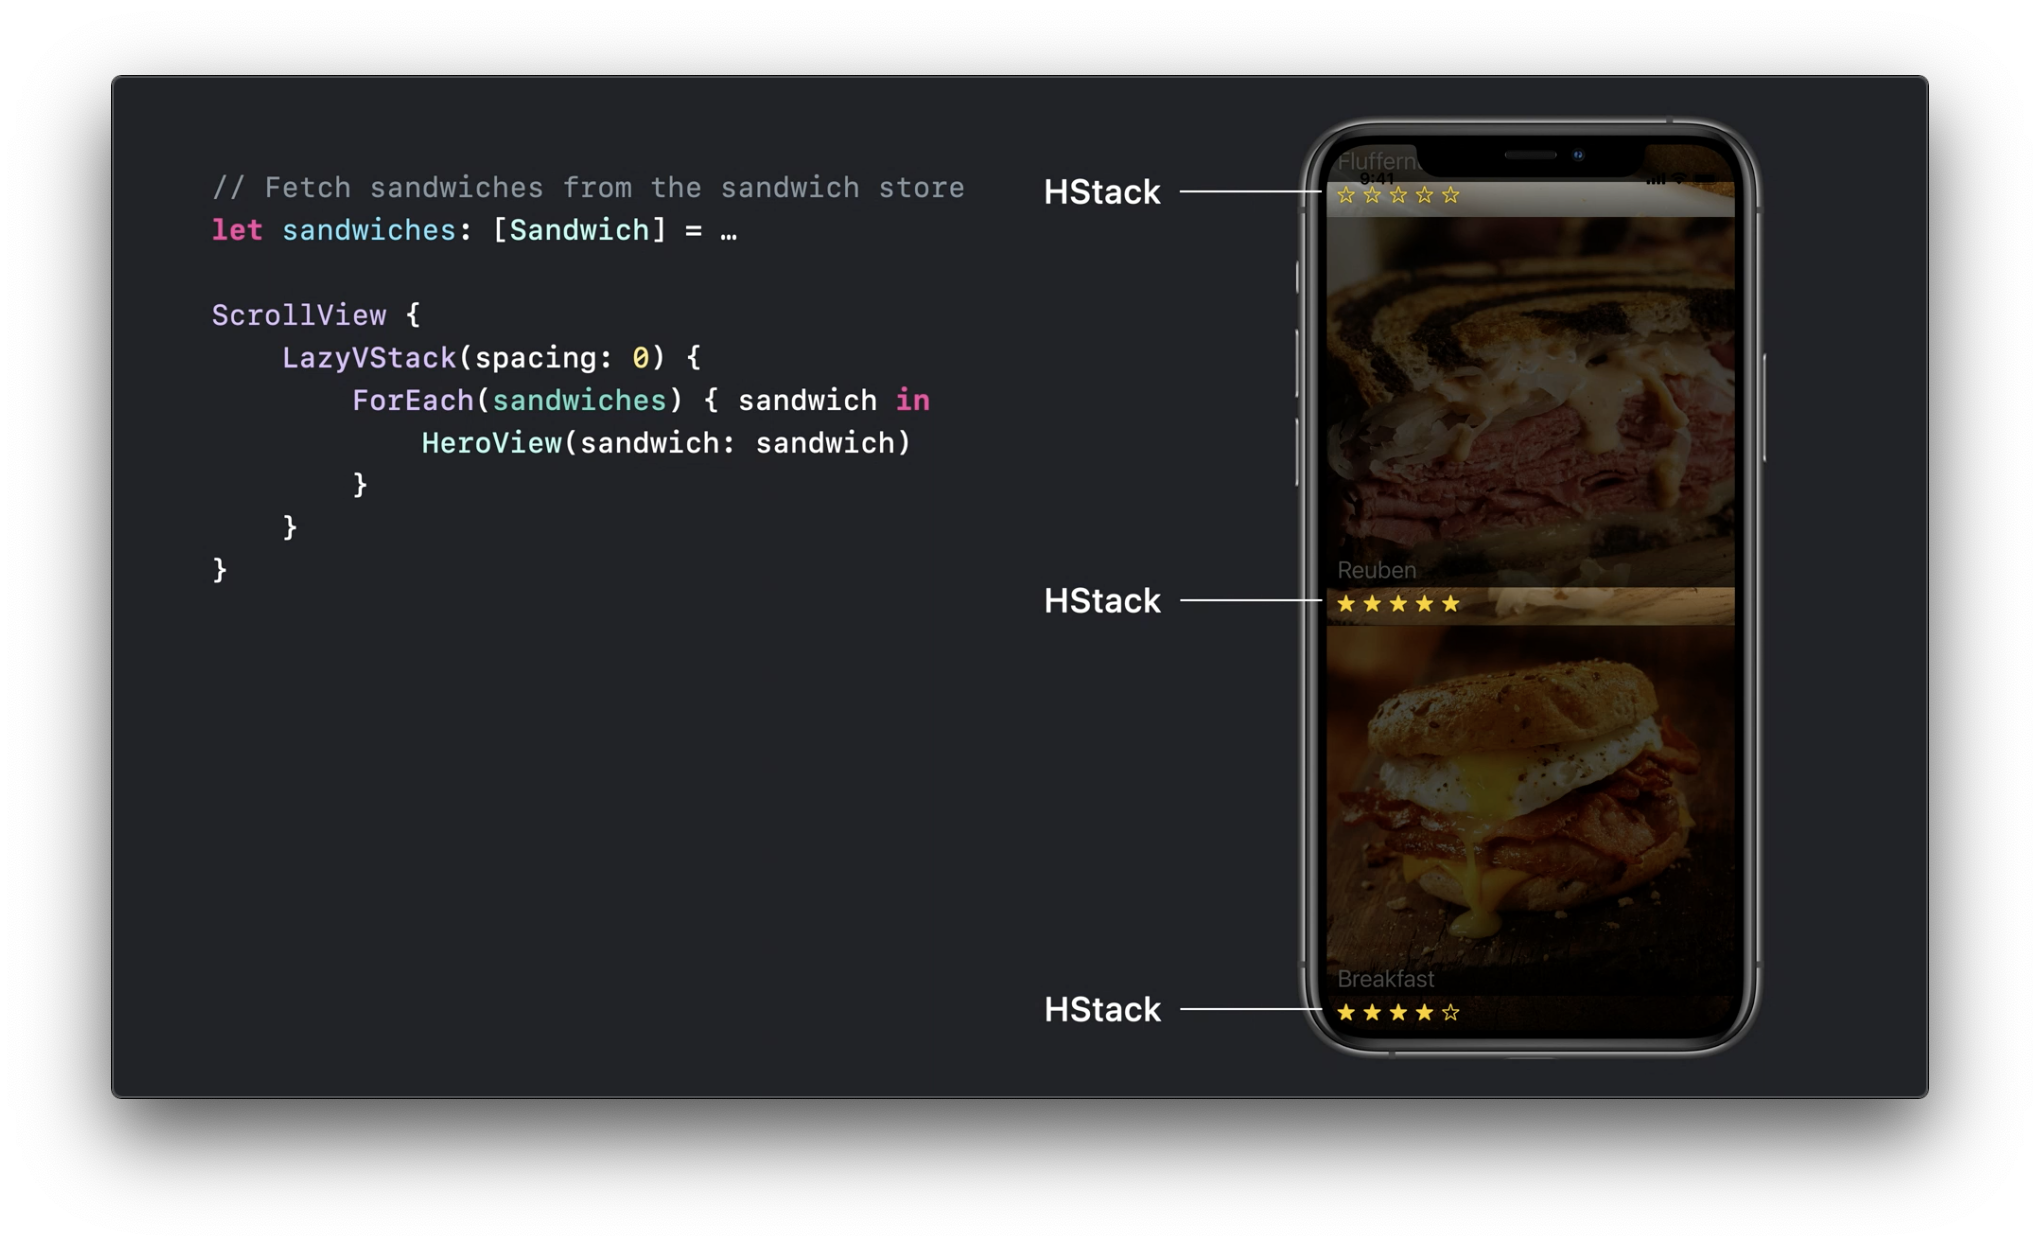 // Fetch sandwiches from the sandwich store
let sandwiches: [Sandwich] = …
ScrollView {
LazyVStack(spacing: 0) {
ForEach(sandwiches) { sandwich in
HeroView(sandwich: sandwich)
}
}
}
HStack
HStack
HStack
9:41
Reuben
Breakfast